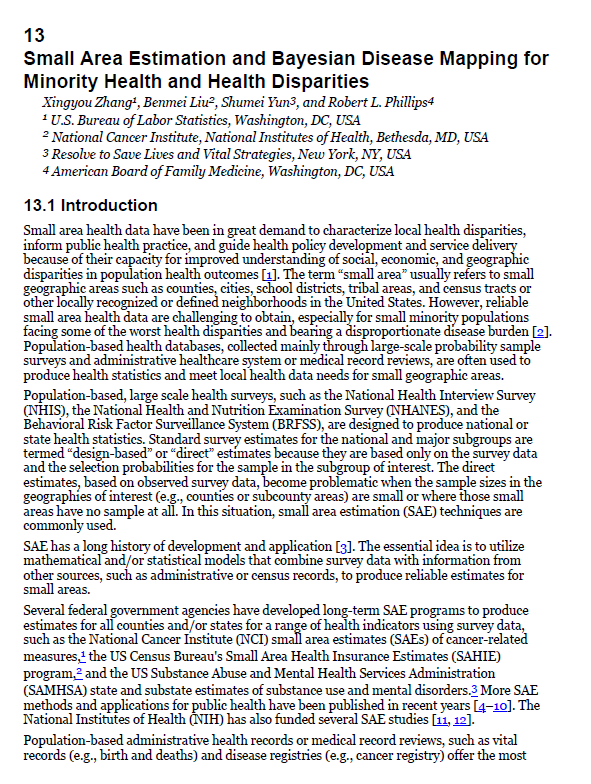 13
Small Area Estimation and Bayesian Disease Mapping for
Minority Health and Health Disparities
Xingyou Zhang¹, Benmei Liu², Shumei Yun³, and Robert L. Phillips⁴
¹ U.S. Bureau of Labor Statistics, Washington, DC, USA
² National Cancer Institute, National Institutes of Health, Bethesda, MD, USA
³ Resolve to Save Lives and Vital Strategies, New York, NY, USA
⁴ American Board of Family Medicine, Washington, DC, USA
13.1 Introduction
Small area health data have been in great demand to characterize local health disparities,
inform public health practice, and guide health policy development and service delivery
because of their capacity for improved understanding of social, economic, and geographic
disparities in population health outcomes [1]. The term “small area” usually refers to small
geographic areas such as counties, cities, school districts, tribal areas, and census tracts or
other locally recognized or defined neighborhoods in the United States. However, reliable
small area health data are challenging to obtain, especially for small minority populations
facing some of the worst health disparities and bearing a disproportionate disease burden [2].
Population-based health databases, collected mainly through large-scale probability sample
surveys and administrative healthcare system or medical record reviews, are often used to
produce health statistics and meet local health data needs for small geographic areas.
Population-based, large scale health surveys, such as the National Health Interview Survey
(NHIS), the National Health and Nutrition Examination Survey (NHANES), and the
Behavioral Risk Factor Surveillance System (BRFSS), are designed to produce national or
state health statistics. Standard survey estimates for the national and major subgroups are
termed “design-based” or “direct” estimates because they are based only on the survey data
and the selection probabilities for the sample in the subgroup of interest. The direct
estimates, based on observed survey data, become problematic when the sample sizes in the
geographies of interest (e.g., counties or subcounty areas) are small or where those small
areas have no sample at all. In this situation, small area estimation (SAE) techniques are
commonly used.
SAE has a long history of development and application [3]. The essential idea is to utilize
mathematical and/or statistical models that combine survey data with information from
other sources, such as administrative or census records, to produce reliable estimates for
small areas.
Several federal government agencies have developed long-term SAE programs to produce
estimates for all counties and/or states for a range of health indicators using survey data,
such as the National Cancer Institute (NCI) small area estimates (SAEs) of cancer-related
measures,¹ the US Census Bureau's Small Area Health Insurance Estimates (SAHIE)
program,² and the US Substance Abuse and Mental Health Services Administration
(SAMHSA) state and substate estimates of substance use and mental disorders.³ More SAE
methods and applications for public health have been published in recent years [4–10]. The
National Institutes of Health (NIH) has also funded several SAE studies [11, 12].
Population-based administrative health records or medical record reviews, such as vital
records (e.g., birth and deaths) and disease registries (e.g., cancer registry) offer the most